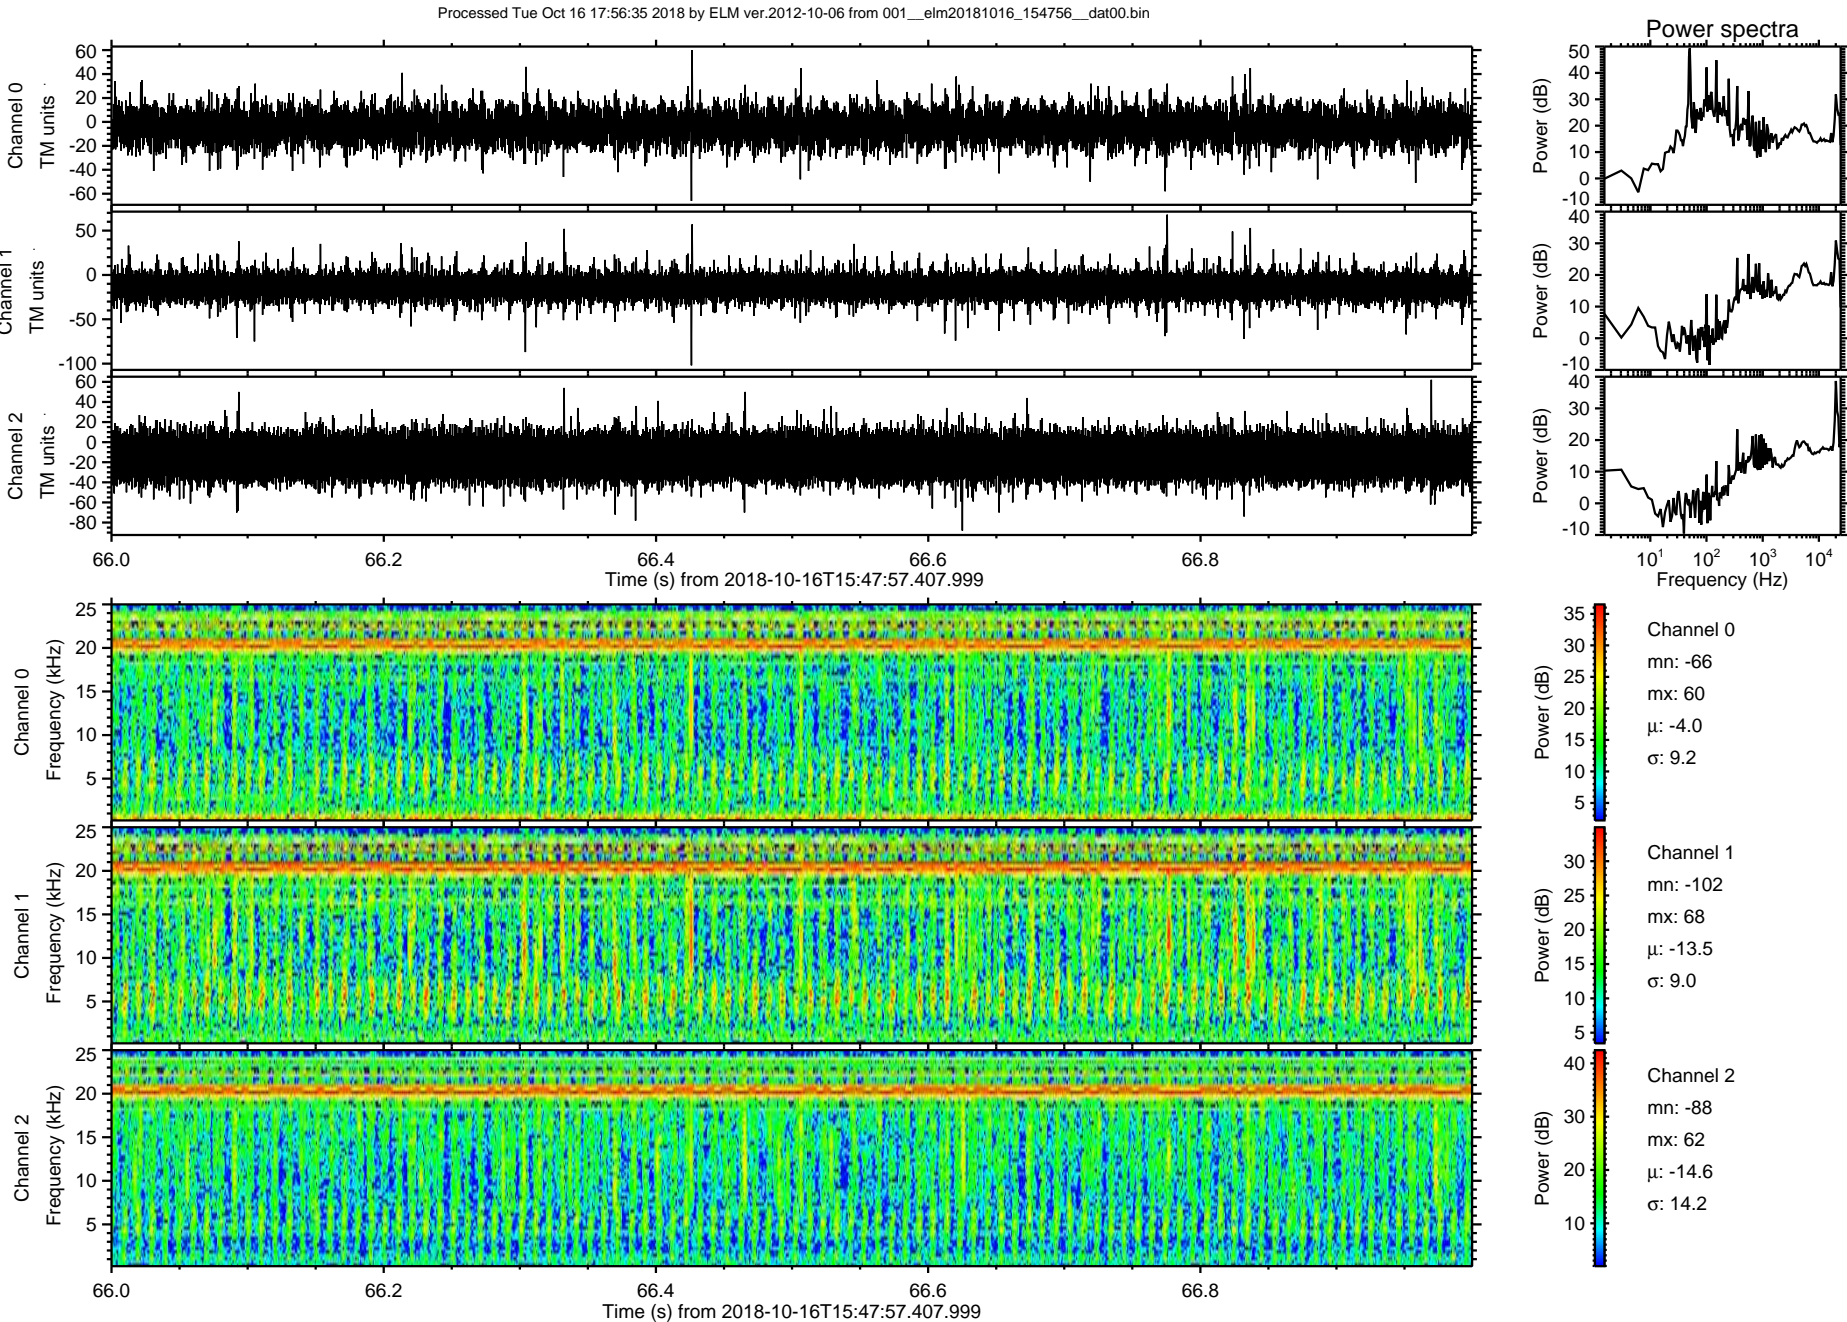 Processed Tue Oct 16 17:56:35 2018 by ELM ver.2012-10-06 from 001__elm20181016_154756__dat00.bin
Power spectra
Channel 0
TM units
60
40
20
0
-20
-40
-60
Power (dB)
50
40
30
20
10
0
-10
Channel 1
TM units
50
0
-50
-100
Power (dB)
40
30
20
10
0
-10
Channel 2
TM units
60
40
20
0
-20
-40
-60
-80
Power (dB)
40
30
20
10
0
-10
66.0 66.2 66.4 66.6 66.8
Time (s) from 2018-10-16T15:47:57.407.999
10¹ 10² 10³ 10⁴
Frequency (Hz)
Channel 0
Frequency (kHz)
25
20
15
10
5
Power (dB)
35
30
25
20
15
10
5
Channel 0
mn: -66
mx: 60
μ: -4.0
σ: 9.2
Channel 1
Frequency (kHz)
25
20
15
10
5
Power (dB)
30
25
20
15
10
5
Channel 1
mn: -102
mx: 68
μ: -13.5
σ: 9.0
Channel 2
Frequency (kHz)
25
20
15
10
5
Power (dB)
40
30
20
10
Channel 2
mn: -88
mx: 62
μ: -14.6
σ: 14.2
66.0 66.2 66.4 66.6 66.8
Time (s) from 2018-10-16T15:47:57.407.999